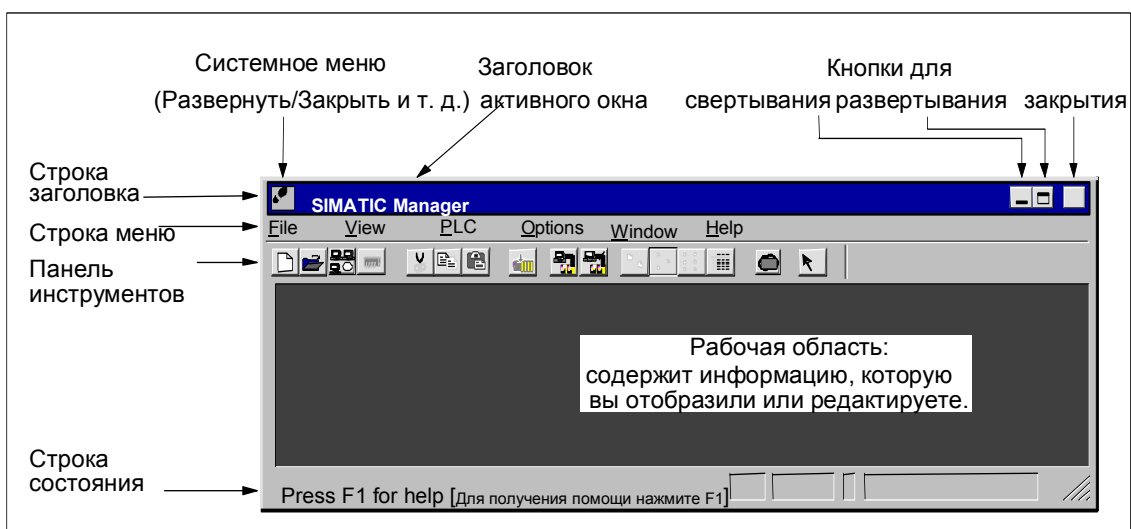 Системное меню
(Развернуть/Закрыть и т. д.)
Заголовок
активного окна
Кнопки для
свертывания развертывания закрытия
Строка
заголовка
SIMATIC Manager
Строка меню
File View PLC Options Window Help
Панель
инструментов
Рабочая область:
содержит информацию, которую
вы отобразили или редактируете.
Строка
состояния
Press F1 for help [Для получения помощи нажмите F1]